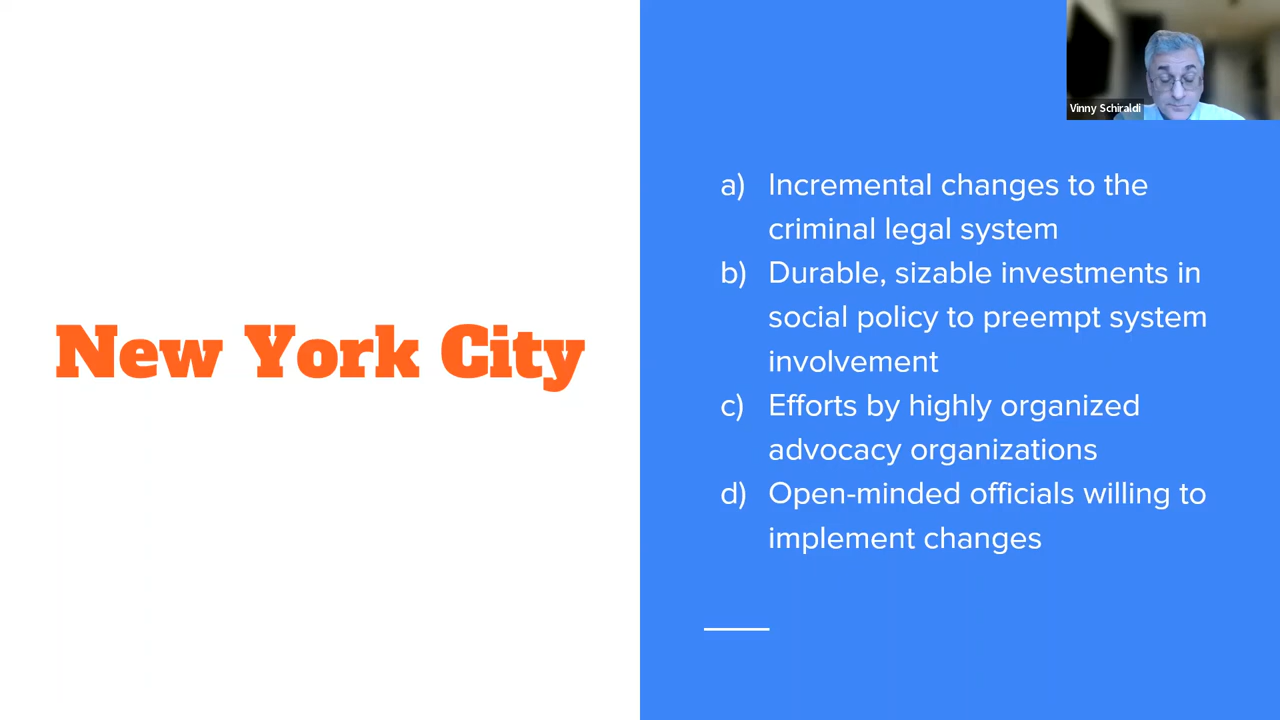 New York City
Vinny Schiraldi
a) Incremental changes to the
criminal legal system
b) Durable, sizable investments in
social policy to preempt system
involvement
c) Efforts by highly organized
advocacy organizations
d) Open-minded officials willing to
implement changes